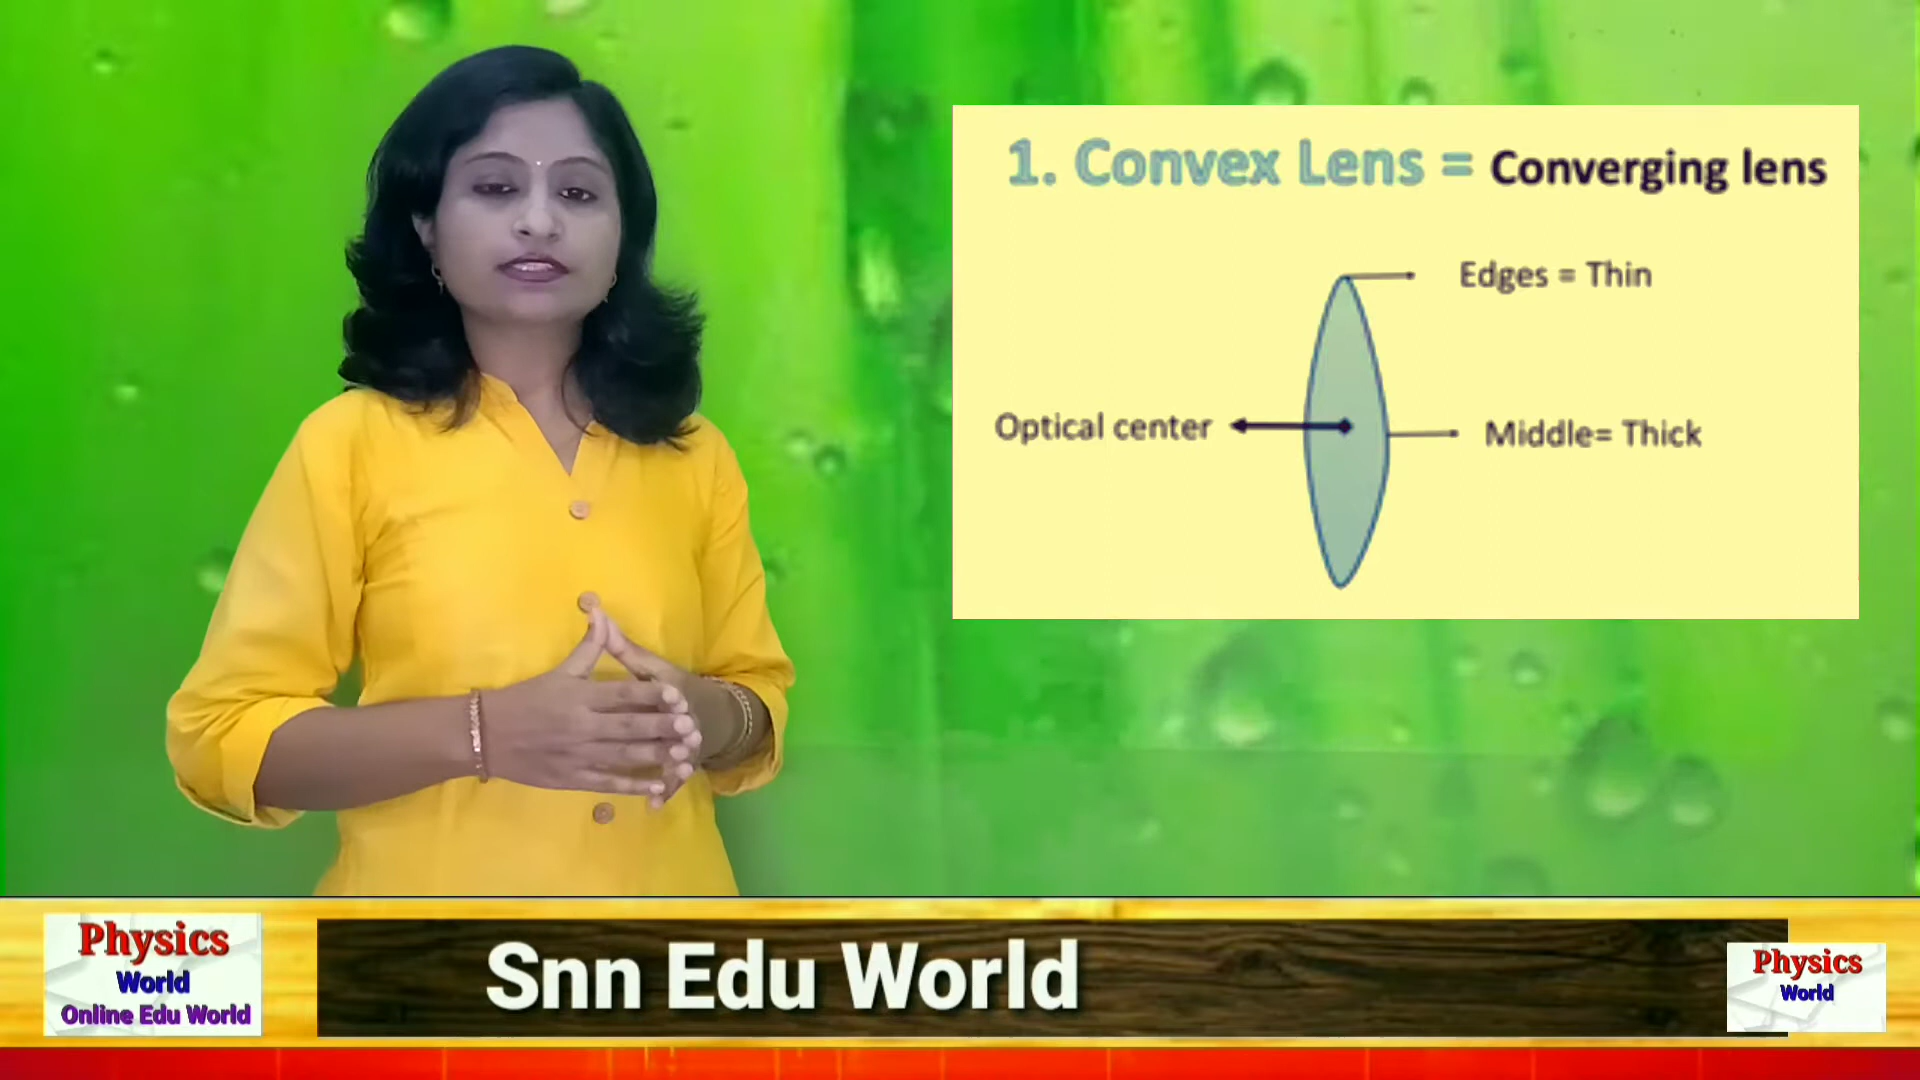 1. Convex Lens = Converging lens
Edges = Thin
Optical center
Middle= Thick
Physics
World
Online Edu World
Snn Edu World
Physics
World